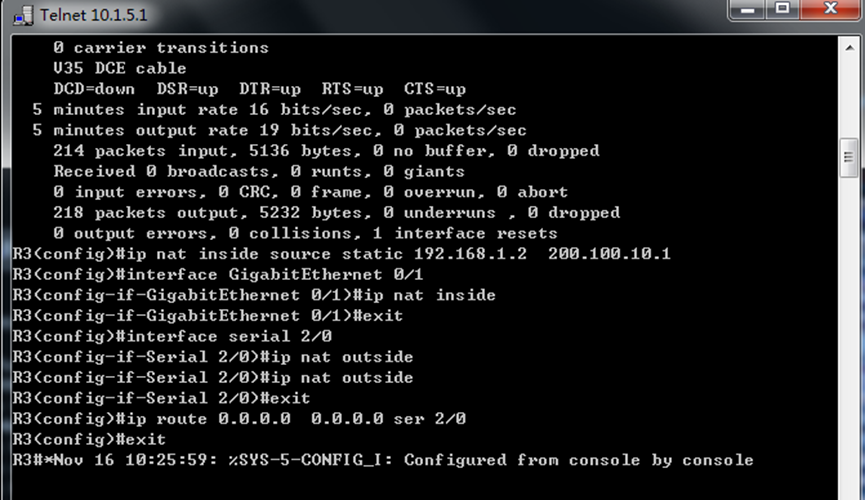 Telnet 10.1.5.1
0 carrier transitions
V35 DCE cable
DCD=down  DSR=up  DTR=up  RTS=up  CTS=up
5 minutes input rate 16 bits/sec, 0 packets/sec
5 minutes output rate 19 bits/sec, 0 packets/sec
214 packets input, 5136 bytes, 0 no buffer, 0 dropped
Received 0 broadcasts, 0 runts, 0 giants
0 input errors, 0 CRC, 0 frame, 0 overrun, 0 abort
218 packets output, 5232 bytes, 0 underruns , 0 dropped
0 output errors, 0 collisions, 1 interface resets
R3(config)#ip nat inside source static 192.168.1.2  200.100.10.1
R3(config)#interface GigabitEthernet 0/1
R3(config-if-GigabitEthernet 0/1)#ip nat inside
R3(config-if-GigabitEthernet 0/1)#exit
R3(config)#interface serial 2/0
R3(config-if-Serial 2/0)#ip nat outside
R3(config-if-Serial 2/0)#ip nat outside
R3(config-if-Serial 2/0)#exit
R3(config)#ip route 0.0.0.0  0.0.0.0 ser 2/0
R3(config)#exit
R3#*Nov 16 10:25:59: %SYS-5-CONFIG_I: Configured from console by console